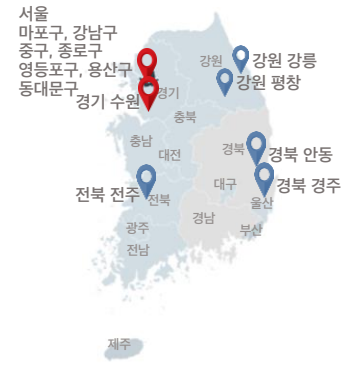 서울
마포구, 강남구
중구, 종로구
영등포구, 용산구
동대문구
경기 수원
경기
강원
강원 강릉
강원 평창
충북
충남
대전
경북
경북 안동
경북 경주
대구
울산
전북 전주
전북
경남
부산
광주
전남
제주